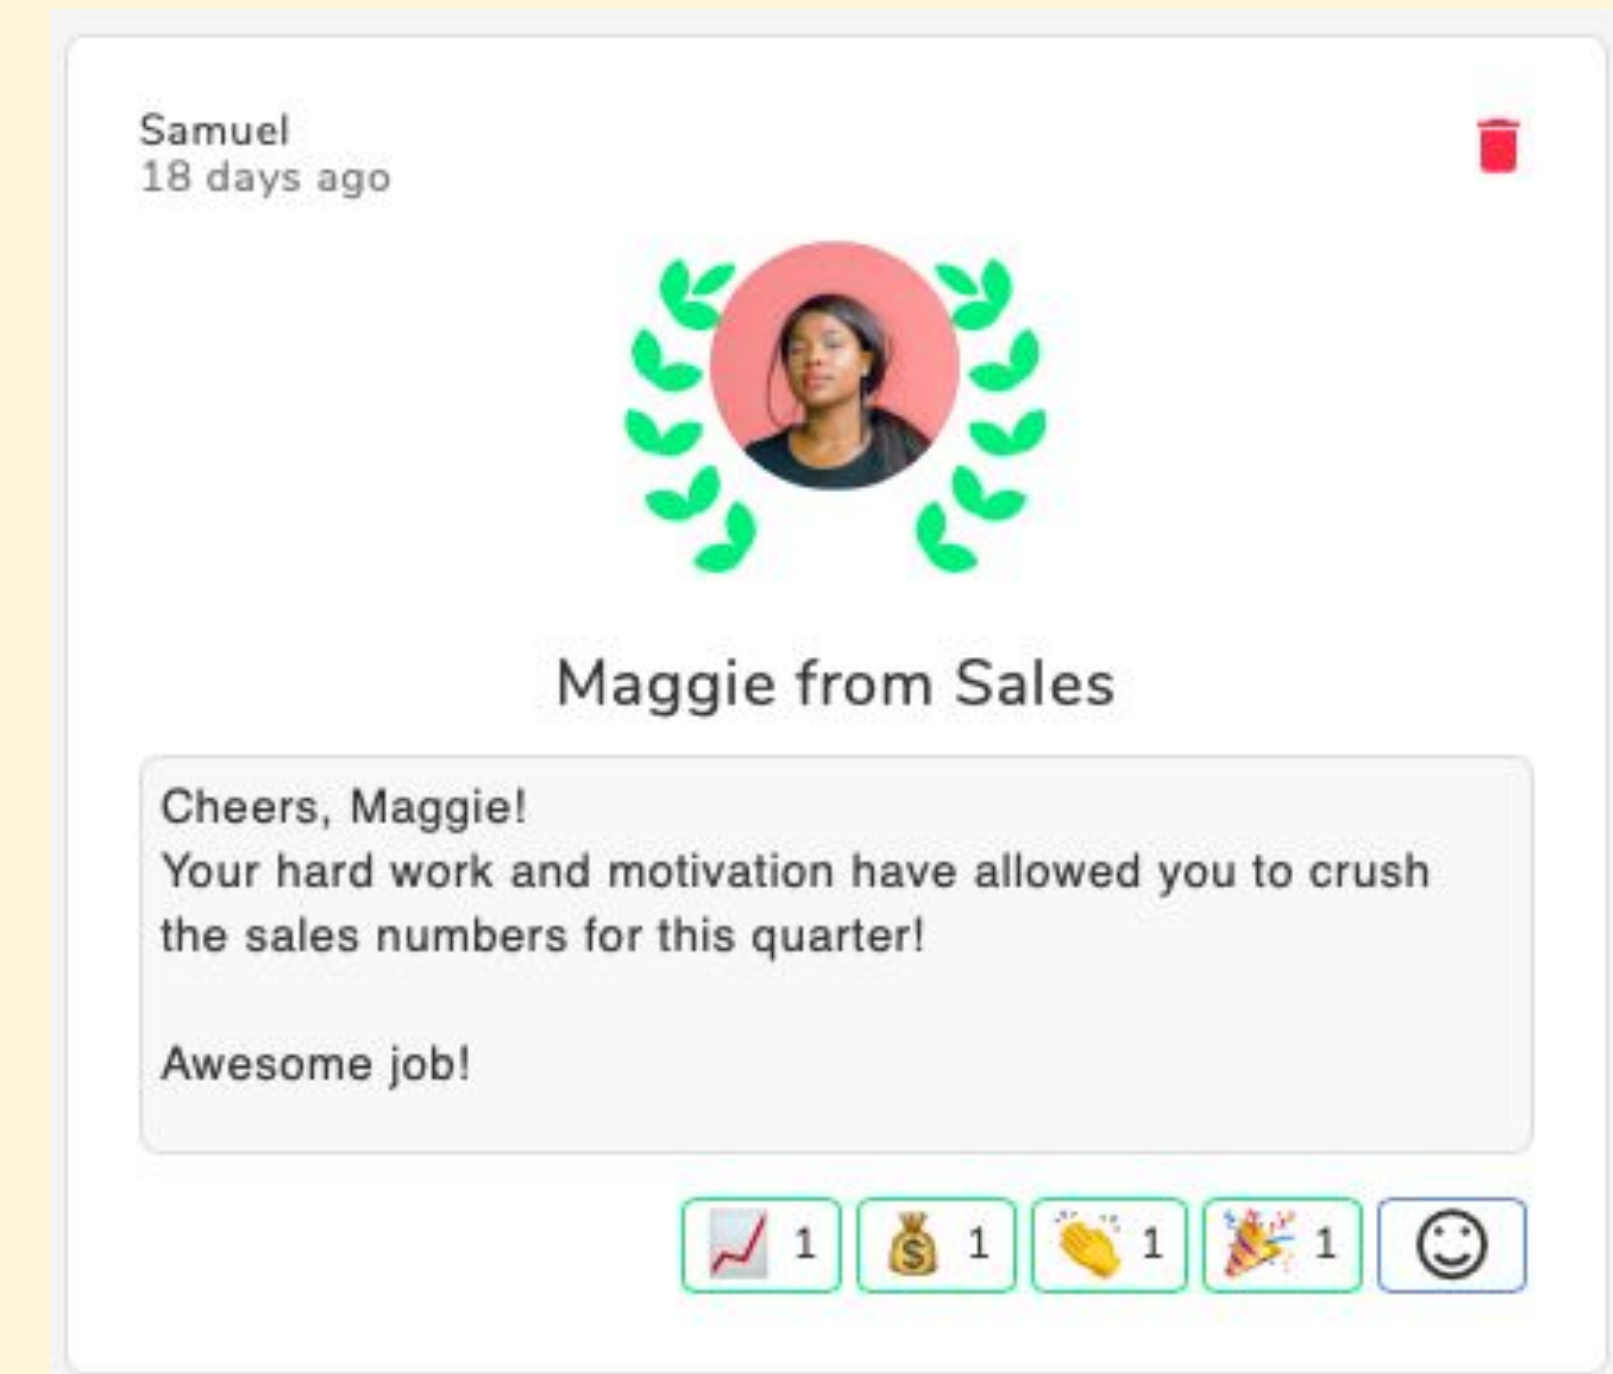 Samuel
18 days ago
Maggie from Sales
Cheers, Maggie!
Your hard work and motivation have allowed you to crush
the sales numbers for this quarter!
Awesome job!
1 1 1 1